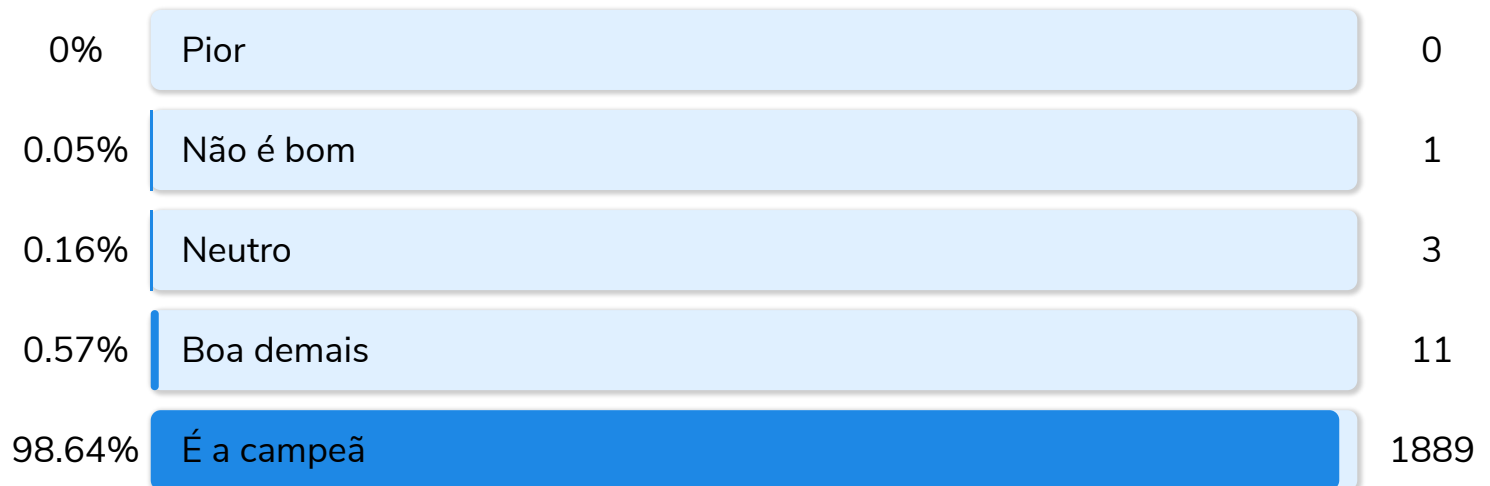 0% Pior 0
0.05% Não é bom 1
0.16% Neutro 3
0.57% Boa demais 11
98.64% É a campeã 1889